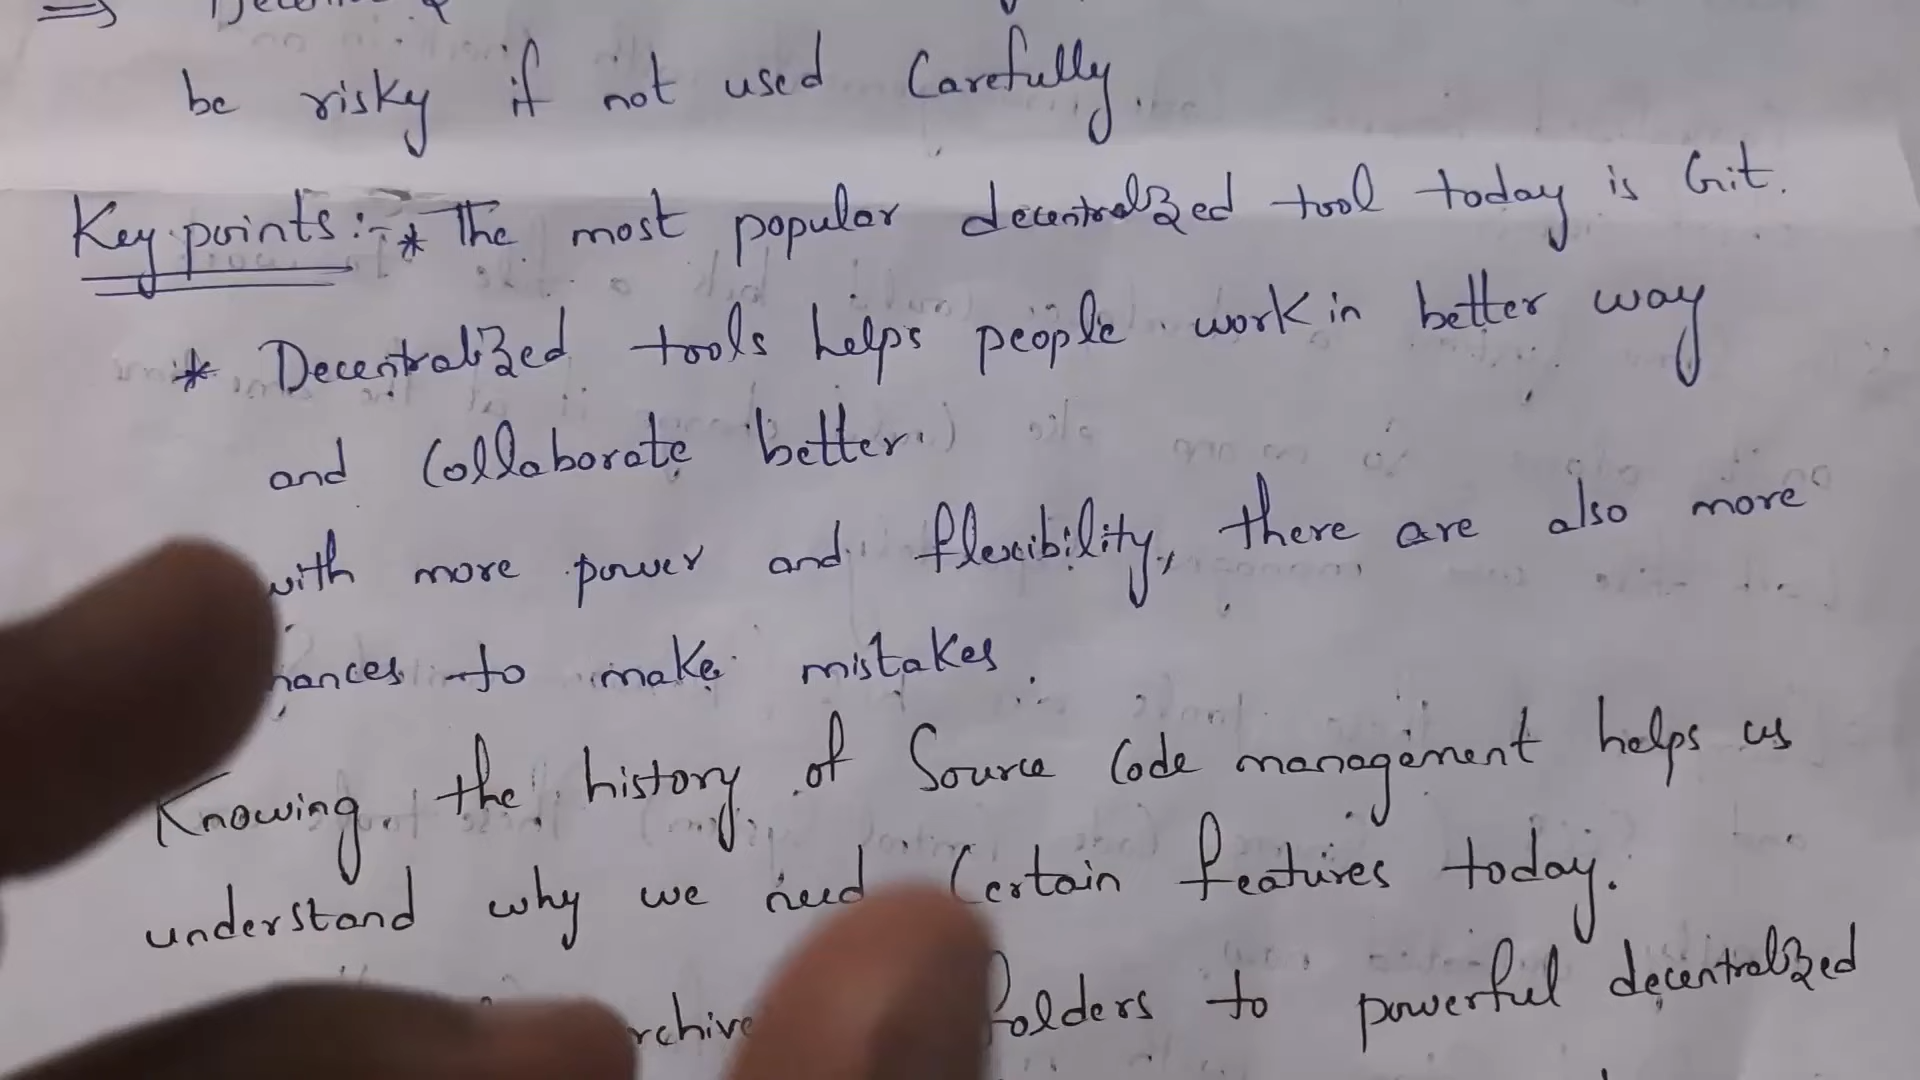 be risky if not used Carefully.
Key points:- * The most popular decentralized tool today is Git.
* Decentralized tools helps people work in better way
and Collaborate better.
with more power and flexibility, there are also more
to make mistakes.
Knowing the history of Source Code management helps us
understand why we need Certain features today.
folders to powerful decentralized